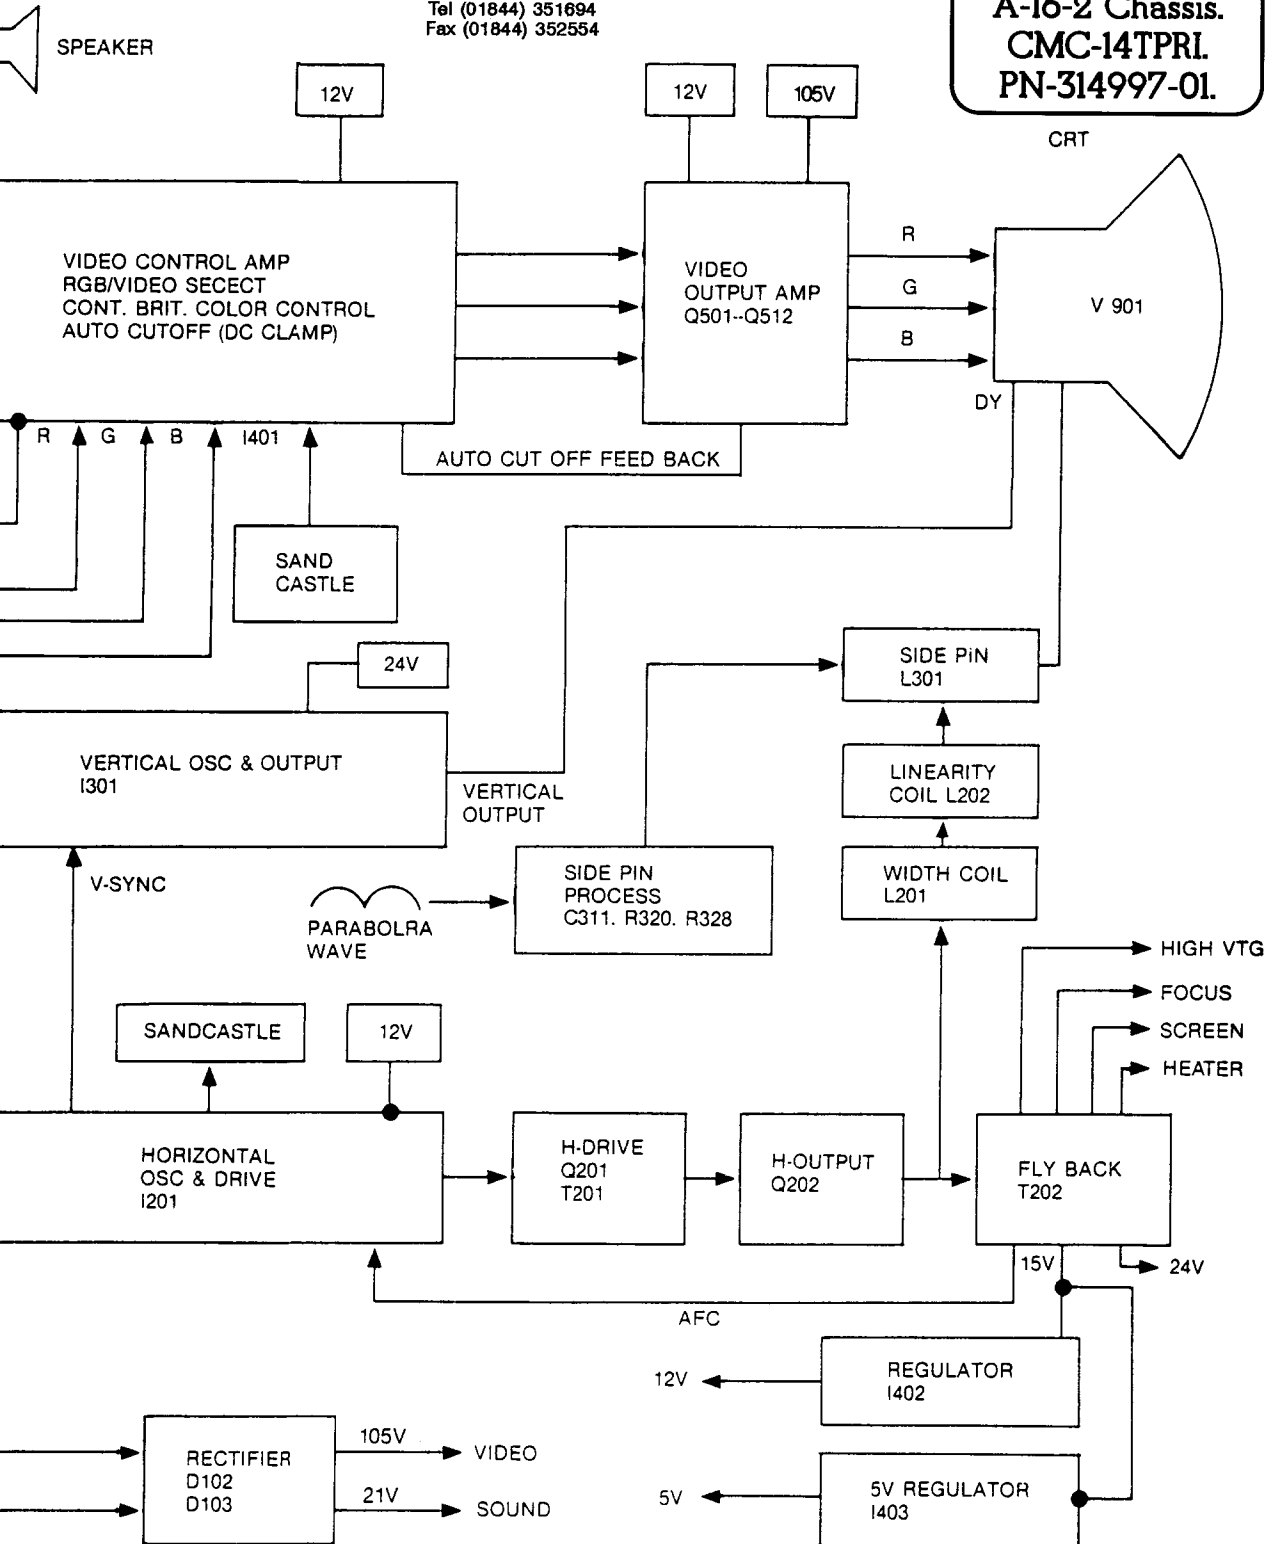 Tel (01844) 351694
Fax (01844) 352554
A-16-2 Chassis.
CMC-14TPRI.
PN-314997-01.
SPEAKER
12V
12V
105V
CRT
VIDEO CONTROL AMP
RGB/VIDEO SECECT
CONT. BRIT. COLOR CONTROL
AUTO CUTOFF (DC CLAMP)
VIDEO
OUTPUT AMP
Q501--Q512
R
G
B
V 901
DY
R
G
B
I401
AUTO CUT OFF FEED BACK
SAND
CASTLE
24V
SIDE PIN
L301
VERTICAL OSC & OUTPUT
I301
VERTICAL
OUTPUT
LINEARITY
COIL L202
V-SYNC
PARABOLRA
WAVE
SIDE PIN
PROCESS
C311. R320. R328
WIDTH COIL
L201
HIGH VTG
FOCUS
SCREEN
HEATER
SANDCASTLE
12V
HORIZONTAL
OSC & DRIVE
I201
H-DRIVE
Q201
T201
H-OUTPUT
Q202
FLY BACK
T202
15V
24V
AFC
12V
REGULATOR
I402
RECTIFIER
D102
D103
105V
VIDEO
21V
SOUND
5V
5V REGULATOR
I403